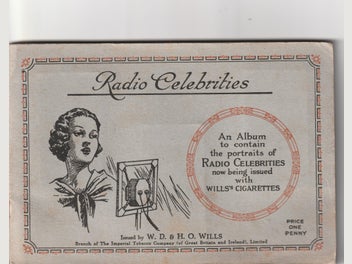 Radio Celebrities
An Album
to contain
the portraits of
RADIO CELEBRITIES
now being issued
with
WILLS'S CIGARETTES
PRICE
ONE
PENNY
Issued by W. D. & H. O. WILLS
Branch of The Imperial Tobacco Company (of Great Britain and Ireland), Limited